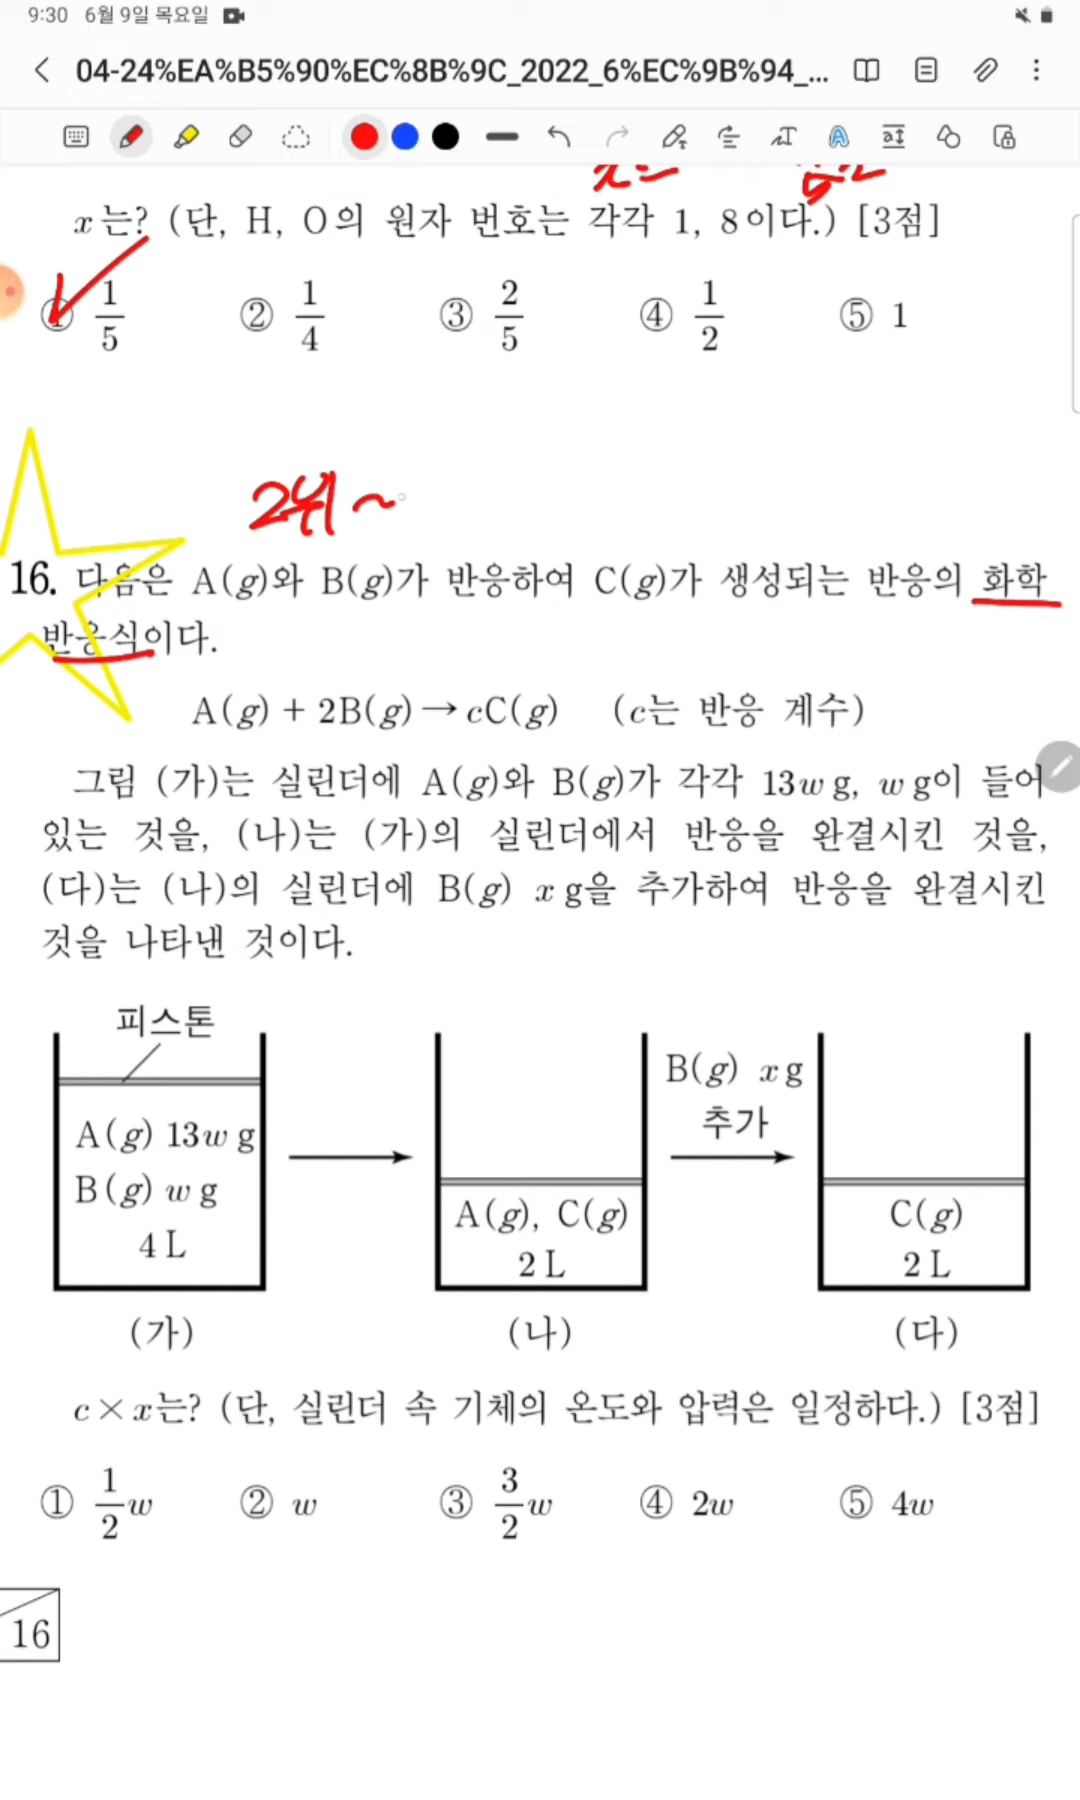 9:30 6월 9일 목요일
04-24%EA%B5%90%EC%8B%9C_2022_6%EC%9B%94_...
x는? (단, H, O의 원자 번호는 각각 1, 8이다.) [3점]
① 1/5 ② 1/4 ③ 2/5 ④ 1/2 ⑤ 1
2위~
16. 다음은 A(g)와 B(g)가 반응하여 C(g)가 생성되는 반응의 화학
반응식이다.
A(g) + 2B(g) → cC(g) (c는 반응 계수)
그림 (가)는 실린더에 A(g)와 B(g)가 각각 13w g, w g이 들어
있는 것을, (나)는 (가)의 실린더에서 반응을 완결시킨 것을,
(다)는 (나)의 실린더에 B(g) x g을 추가하여 반응을 완결시킨
것을 나타낸 것이다.
피스톤
A(g) 13w g
B(g) w g
4 L
(가)
A(g), C(g)
2 L
(나)
B(g) x g
추가
C(g)
2 L
(다)
c×x는? (단, 실린더 속 기체의 온도와 압력은 일정하다.) [3점]
① 1/2 w ② w ③ 3/2 w ④ 2w ⑤ 4w
16